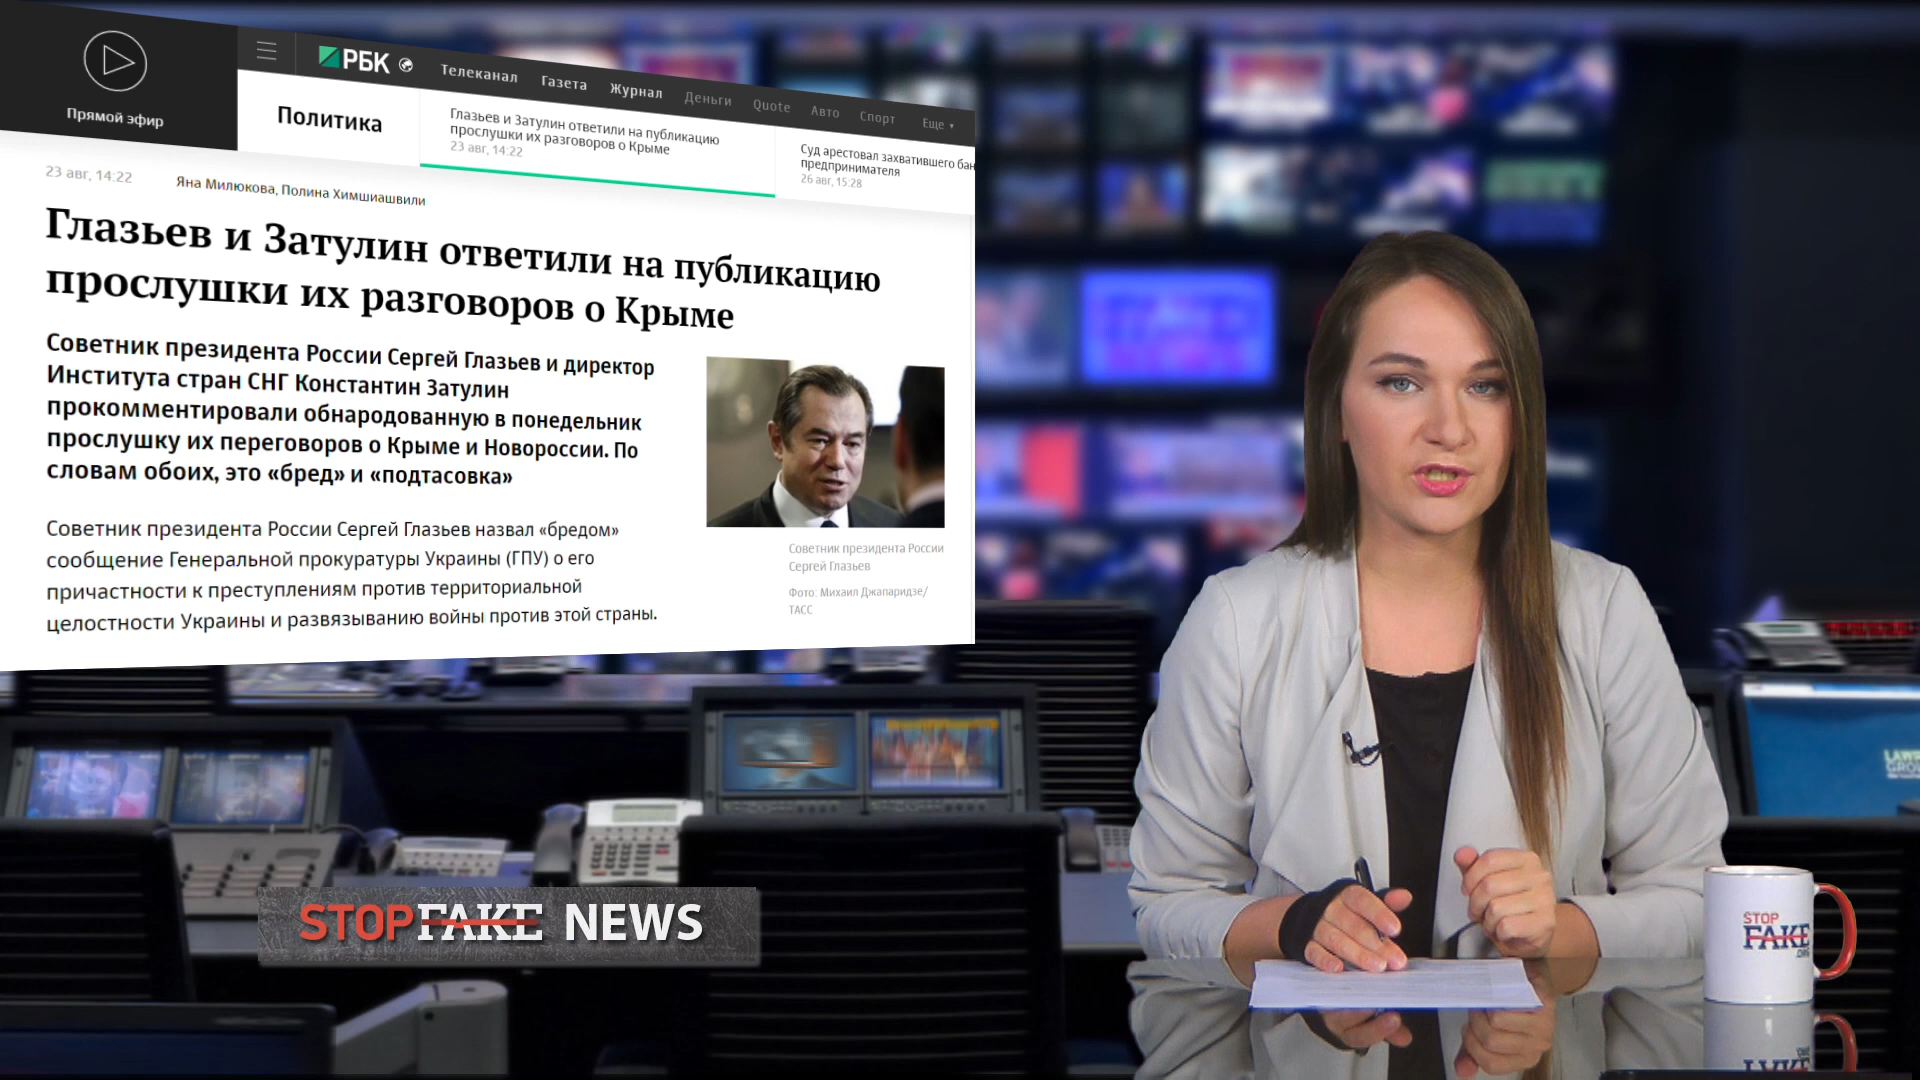 РБК
Телеканал Газета Журнал Деньги Quote Авто Спорт Еще
Прямой эфир
Политика
Глазьев и Затулин ответили на публикацию
прослушки их разговоров о Крыме
23 авг, 14:22
Суд арестовал захватившего бан
предпринимателя
26 авг, 15:28
23 авг, 14:22 Яна Милюкова, Полина Химшиашвили
Глазьев и Затулин ответили на публикацию
прослушки их разговоров о Крыме
Советник президента России Сергей Глазьев и директор
Института стран СНГ Константин Затулин
прокомментировали обнародованную в понедельник
прослушку их переговоров о Крыме и Новороссии. По
словам обоих, это «бред» и «подтасовка»
Советник президента России Сергей Глазьев назвал «бредом»
сообщение Генеральной прокуратуры Украины (ГПУ) о его
причастности к преступлениям против территориальной
целостности Украины и развязыванию войны против этой страны.
Советник президента России
Сергей Глазьев
Фото: Михаил Джапаридзе/
ТАСС
STOPFAKE NEWS
STOP
FAKE
.ORG